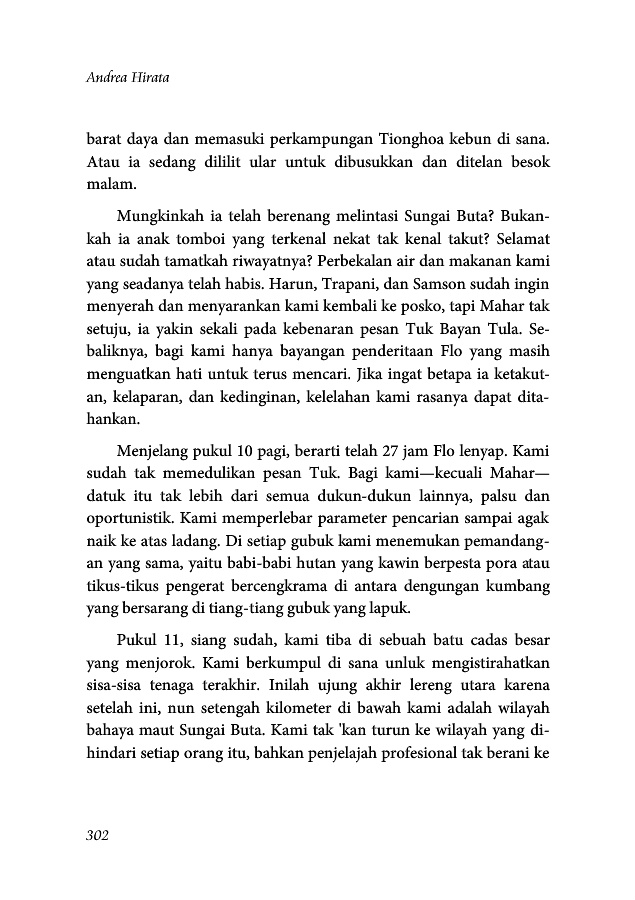 Andrea Hirata
barat daya dan memasuki perkampungan Tionghoa kebun di sana.
Atau ia sedang dililit ular untuk dibusukkan dan ditelan besok
malam.
Mungkinkah ia telah berenang melintasi Sungai Buta? Bukan-
kah ia anak tomboi yang terkenal nekat tak kenal takut? Selamat
atau sudah tamatkah riwayatnya? Perbekalan air dan makanan kami
yang seadanya telah habis. Harun, Trapani, dan Samson sudah ingin
menyerah dan menyarankan kami kembali ke posko, tapi Mahar tak
setuju, ia yakin sekali pada kebenaran pesan Tuk Bayan Tula. Se-
baliknya, bagi kami hanya bayangan penderitaan Flo yang masih
menguatkan hati untuk terus mencari. Jika ingat betapa ia ketakut-
an, kelaparan, dan kedinginan, kelelahan kami rasanya dapat dita-
hankan.
Menjelang pukul 10 pagi, berarti telah 27 jam Flo lenyap. Kami
sudah tak memedulikan pesan Tuk. Bagi kami—kecuali Mahar—
datuk itu tak lebih dari semua dukun-dukun lainnya, palsu dan
oportunistik. Kami memperlebar parameter pencarian sampai agak
naik ke atas ladang. Di setiap gubuk kami menemukan pemandang-
an yang sama, yaitu babi-babi hutan yang kawin berpesta pora atau
tikus-tikus pengerat bercengkrama di antara dengungan kumbang
yang bersarang di tiang-tiang gubuk yang lapuk.
Pukul 11, siang sudah, kami tiba di sebuah batu cadas besar
yang menjorok. Kami berkumpul di sana unluk mengistirahatkan
sisa-sisa tenaga terakhir. Inilah ujung akhir lereng utara karena
setelah ini, nun setengah kilometer di bawah kami adalah wilayah
bahaya maut Sungai Buta. Kami tak 'kan turun ke wilayah yang di-
hindari setiap orang itu, bahkan penjelajah profesional tak berani ke
302